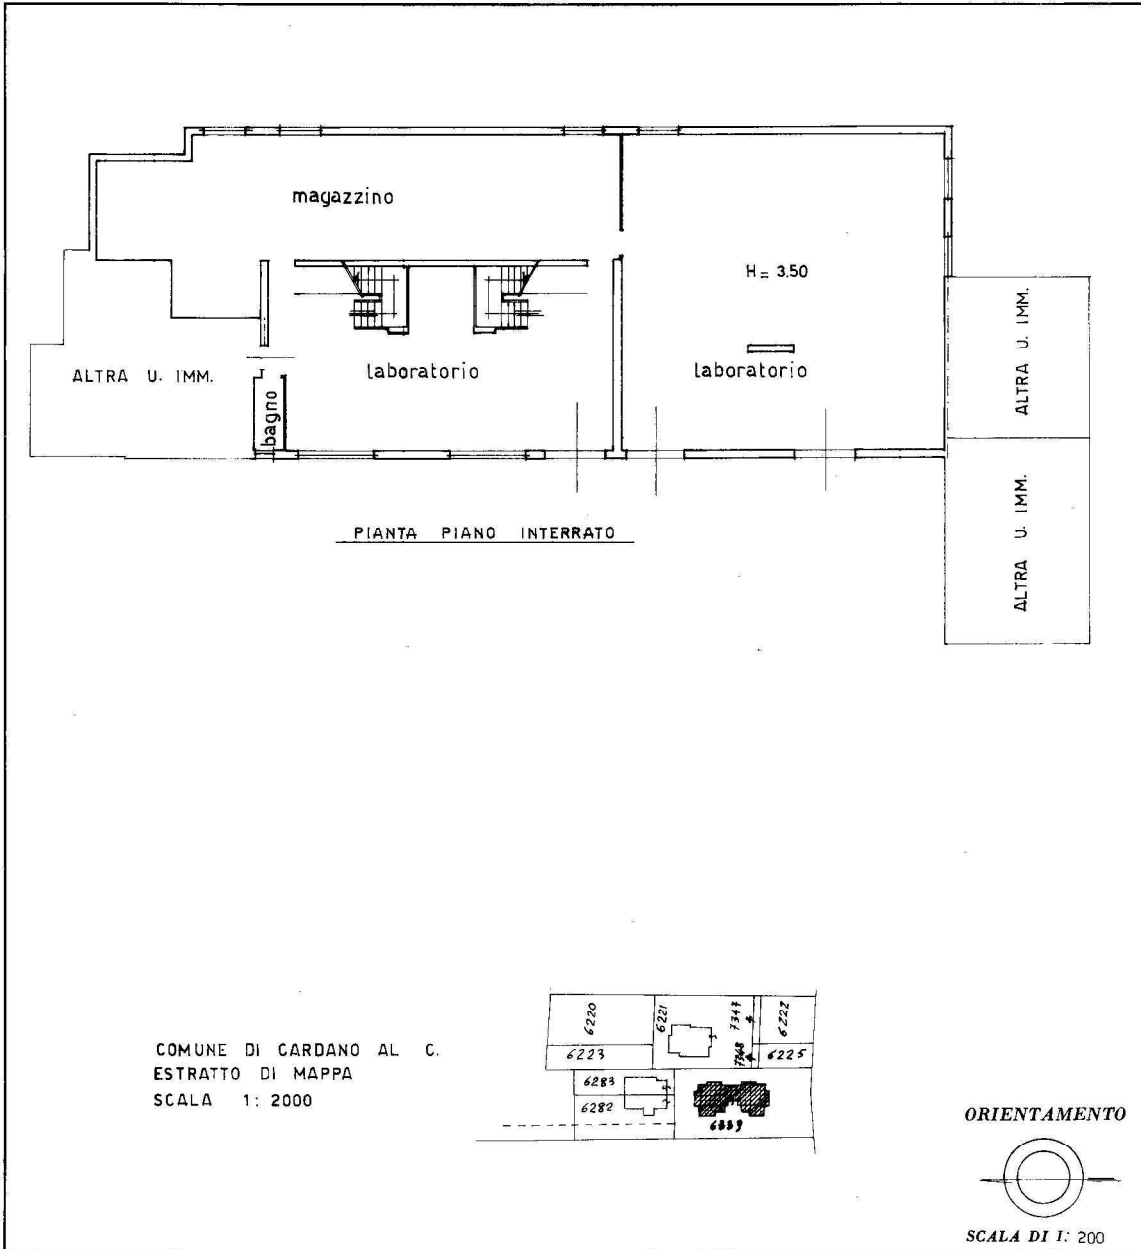 magazzino
H = 3.50
ALTRA U. IMM.
laboratorio
laboratorio
ALTRA U. IMM.
bagno
ALTRA U. IMM.
PIANTA PIANO INTERRATO
COMUNE DI CARDANO AL C.
ESTRATTO DI MAPPA
SCALA 1: 2000
6220
6221
7347
6222
6223
7348
6225
6283
6282
ORIENTAMENTO
SCALA DI 1: 200